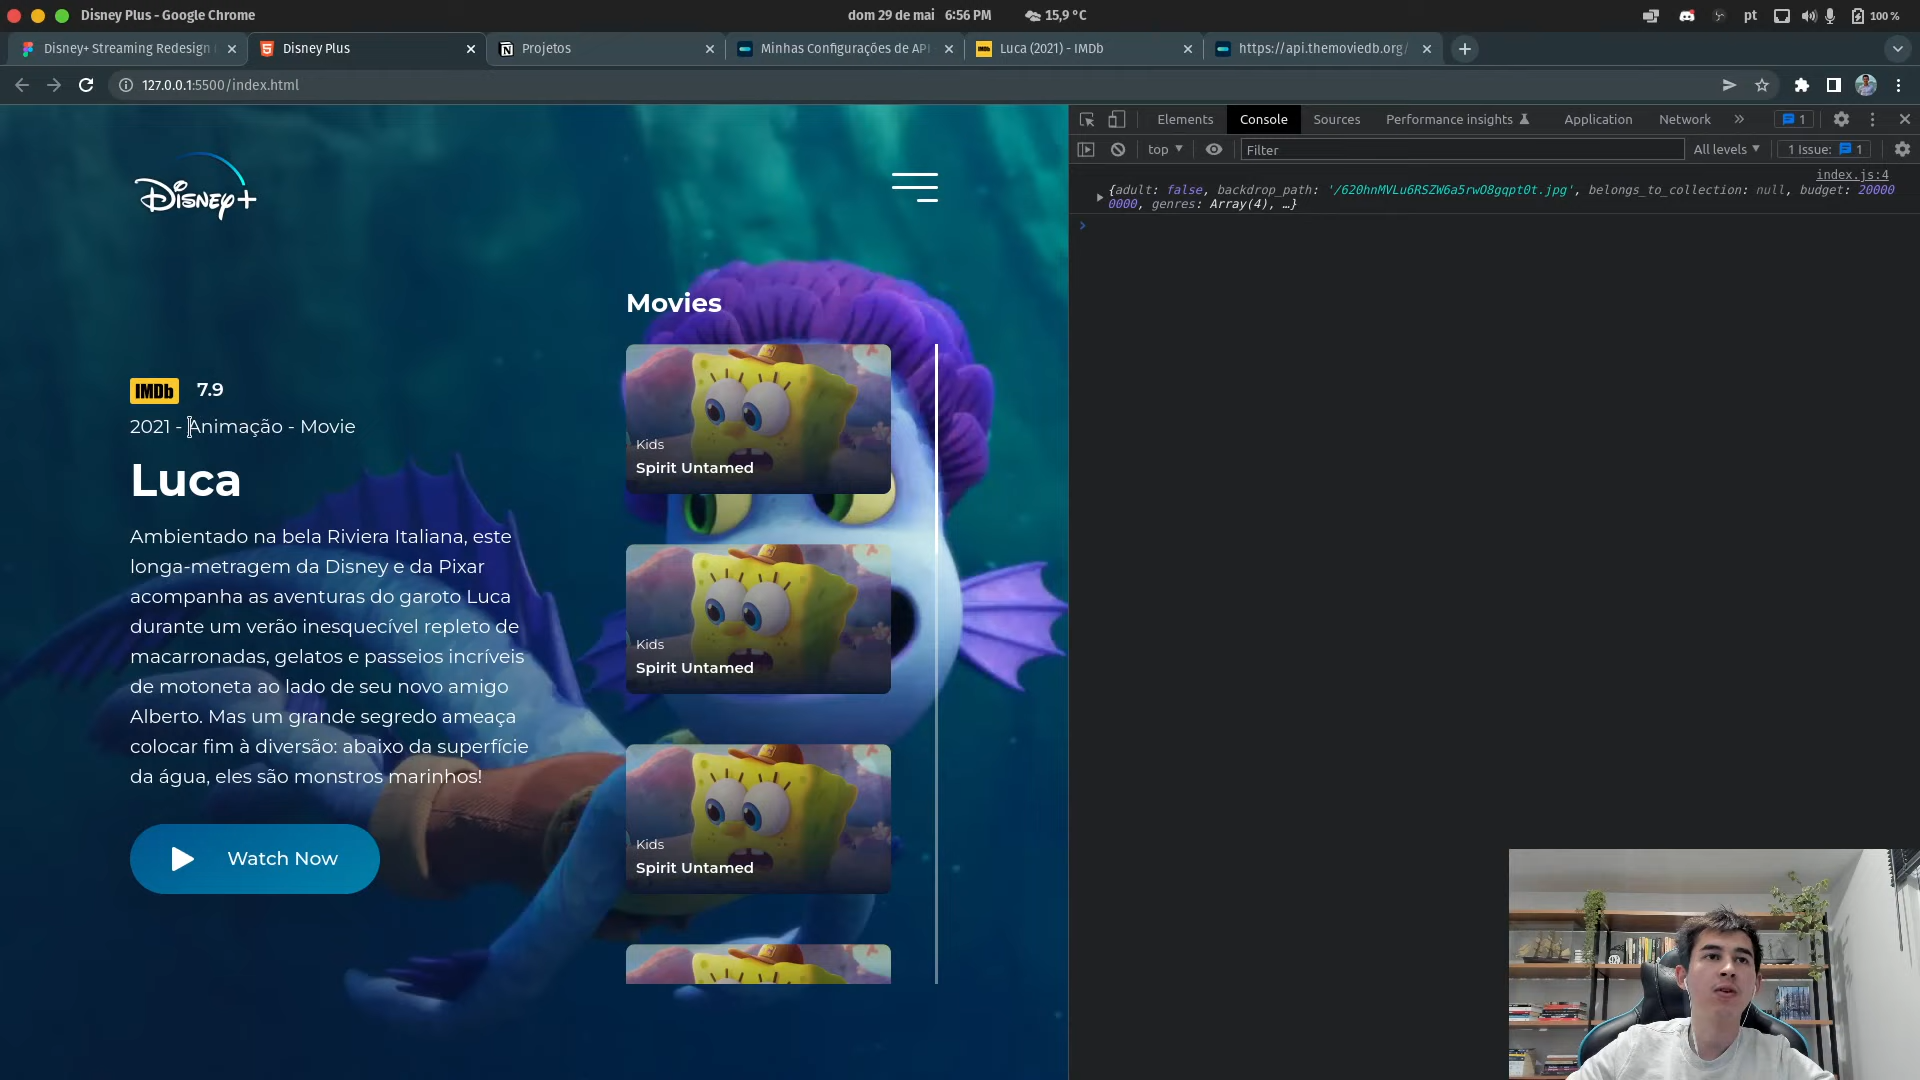 Disney Plus - Google Chrome
dom 29 de mai 6:56 PM
15,9 °C
pt
100 %
Disney+ Streaming Redesign
Disney Plus
Projetos
Minhas Configurações de API
Luca (2021) - IMDb
https://api.themoviedb.org/
127.0.0.1:5500/index.html
Elements
Console
Sources
Performance insights
Application
Network
1
top
Filter
All levels
1 Issue: 1
index.js:4
{adult: false, backdrop_path: '/620hnMVLu6RSZW6a5rwO8gqpt0t.jpg', belongs_to_collection: null, budget: 20000
0000, genres: Array(4), …}
Disney+
Movies
IMDb 7.9
2021 - Animação - Movie
Luca
Ambientado na bela Riviera Italiana, este
longa-metragem da Disney e da Pixar
acompanha as aventuras do garoto Luca
durante um verão inesquecível repleto de
macarronadas, gelatos e passeios incríveis
de motoneta ao lado de seu novo amigo
Alberto. Mas um grande segredo ameaça
colocar fim à diversão: abaixo da superfície
da água, eles são monstros marinhos!
Watch Now
Kids
Spirit Untamed
Kids
Spirit Untamed
Kids
Spirit Untamed